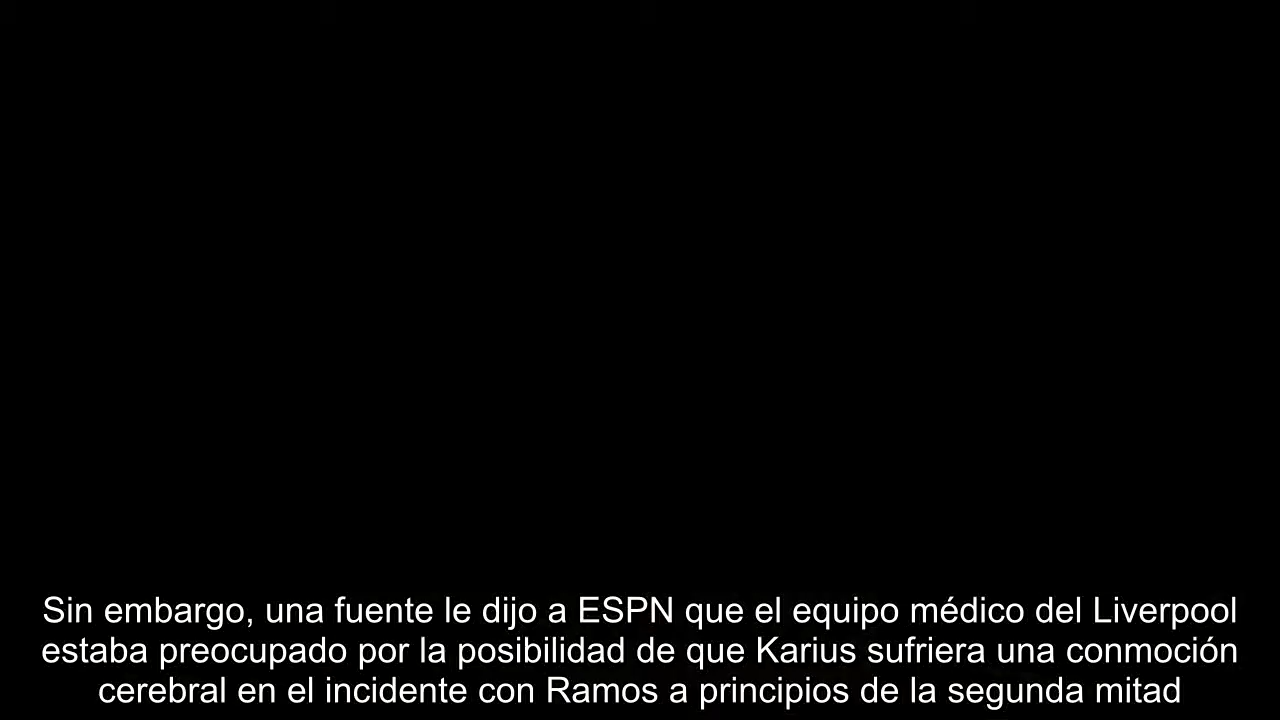 Sin embargo, una fuente le dijo a ESPN que el equipo médico del Liverpool
estaba preocupado por la posibilidad de que Karius sufriera una conmoción
cerebral en el incidente con Ramos a principios de la segunda mitad